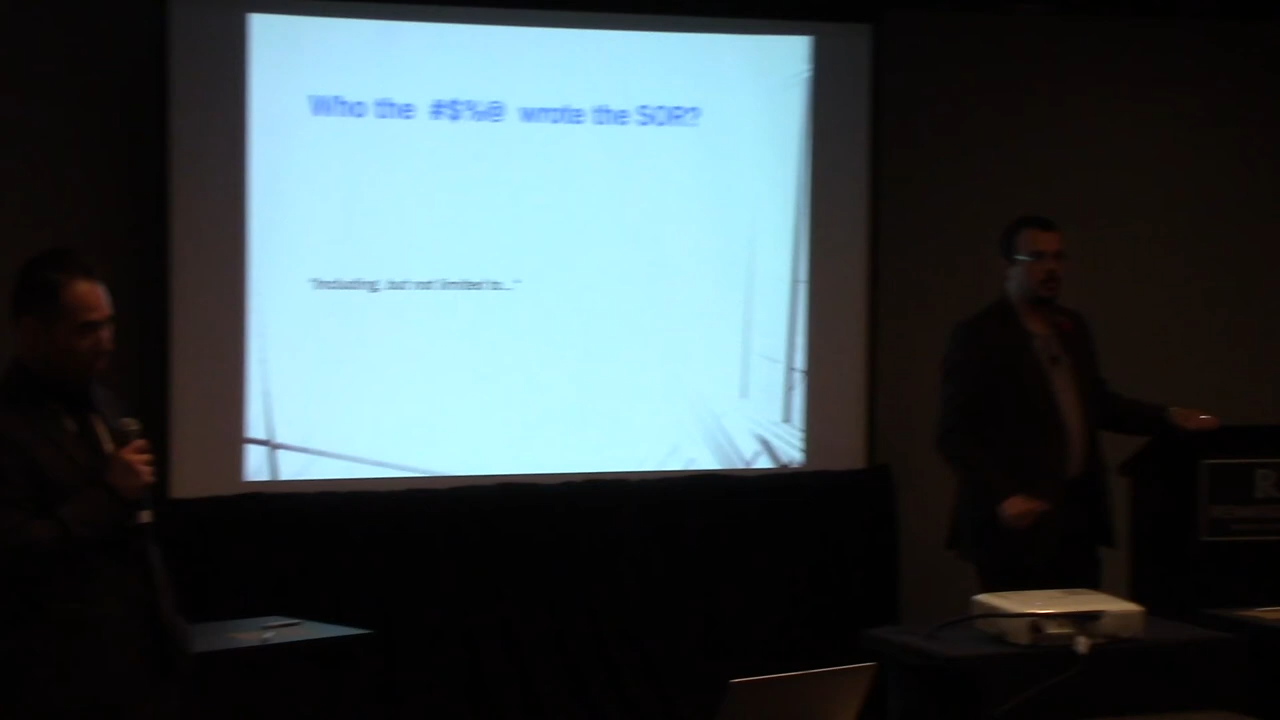 Who the #$%@ wrote the SOR?
"Including, but not limited to..."
R